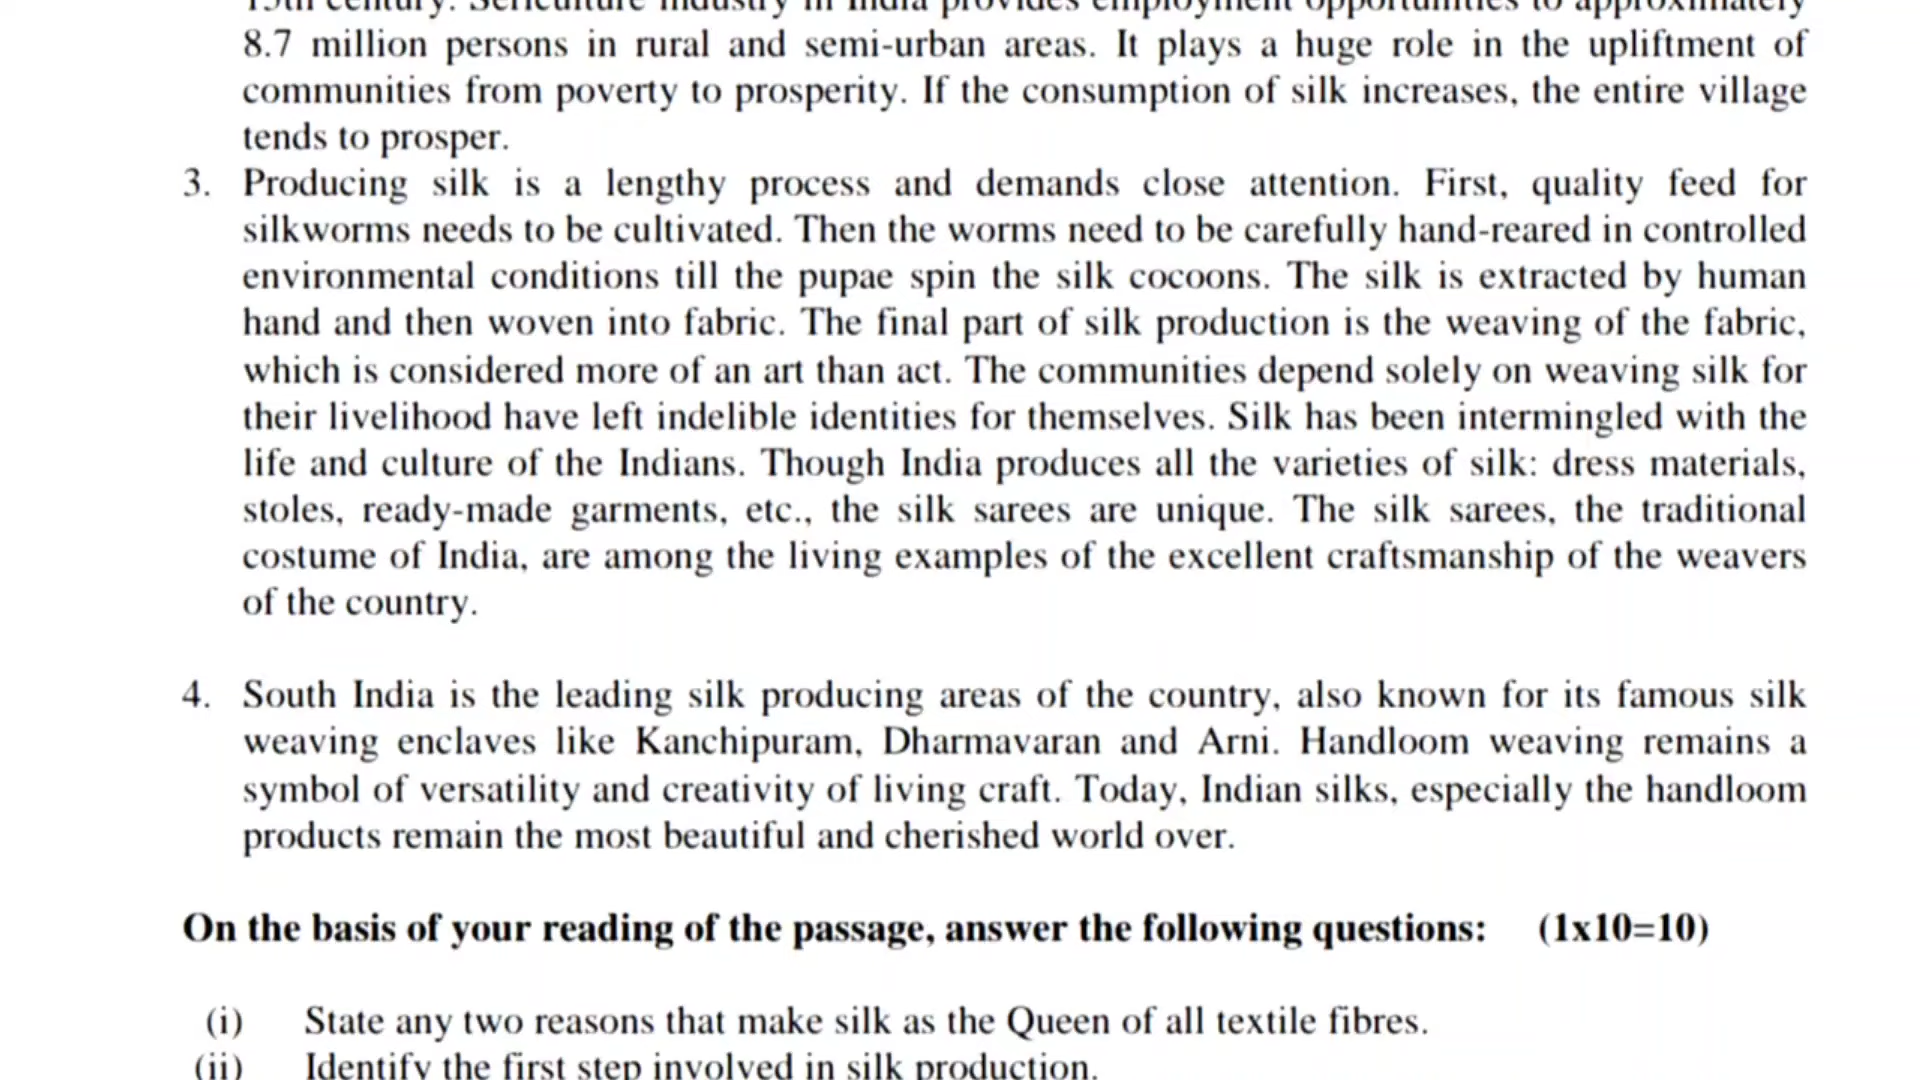 15th century. Sericulture industry in India provides employment opportunities to approximately
8.7 million persons in rural and semi-urban areas. It plays a huge role in the upliftment of
communities from poverty to prosperity. If the consumption of silk increases, the entire village
tends to prosper.
3. Producing silk is a lengthy process and demands close attention. First, quality feed for
silkworms needs to be cultivated. Then the worms need to be carefully hand-reared in controlled
environmental conditions till the pupae spin the silk cocoons. The silk is extracted by human
hand and then woven into fabric. The final part of silk production is the weaving of the fabric,
which is considered more of an art than act. The communities depend solely on weaving silk for
their livelihood have left indelible identities for themselves. Silk has been intermingled with the
life and culture of the Indians. Though India produces all the varieties of silk: dress materials,
stoles, ready-made garments, etc., the silk sarees are unique. The silk sarees, the traditional
costume of India, are among the living examples of the excellent craftsmanship of the weavers
of the country.
4. South India is the leading silk producing areas of the country, also known for its famous silk
weaving enclaves like Kanchipuram, Dharmavaran and Arni. Handloom weaving remains a
symbol of versatility and creativity of living craft. Today, Indian silks, especially the handloom
products remain the most beautiful and cherished world over.
On the basis of your reading of the passage, answer the following questions: (1x10=10)
(i) State any two reasons that make silk as the Queen of all textile fibres.
(ii) Identify the first step involved in silk production.